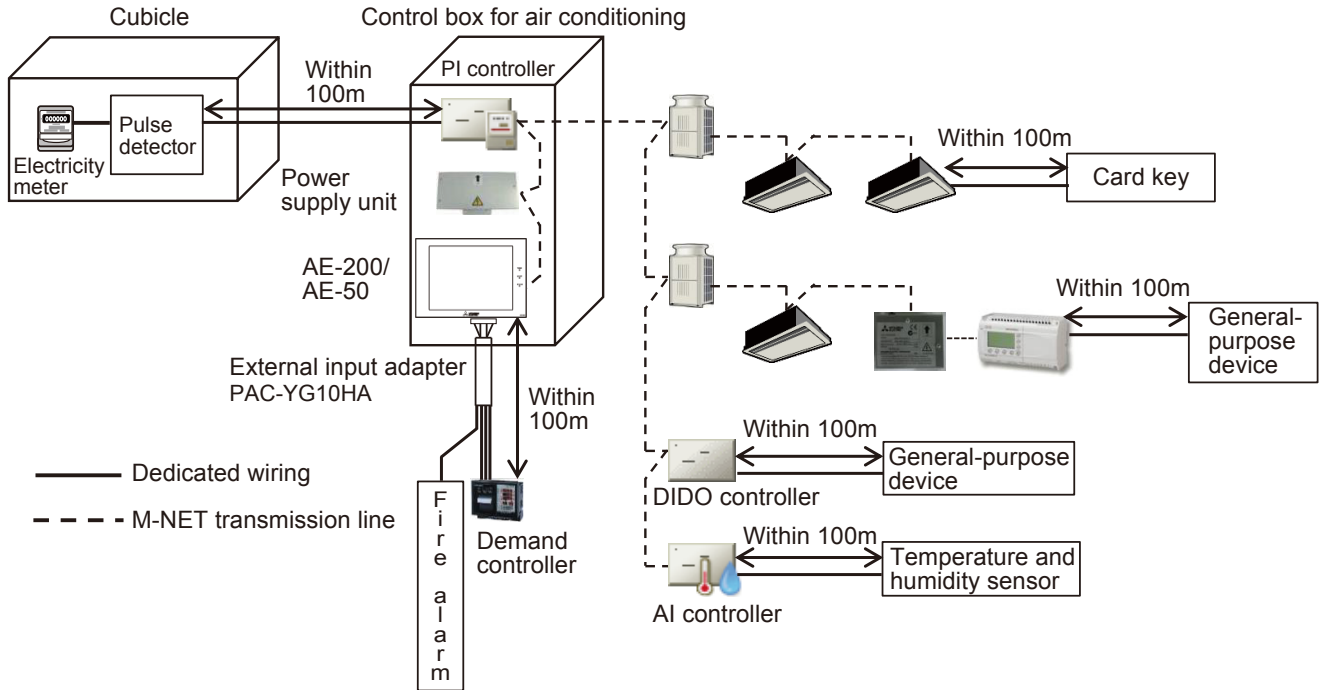 Cubicle
Control box for air conditioning
PI controller
Within
100m
000000
Pulse
detector
Electricity
meter
Power
supply unit
AE-200/
AE-50
External input adapter
PAC-YG10HA
Within
100m
Fire alarm
Demand
controller
Within 100m
Card key
Within 100m
General-
purpose
device
Within 100m
General-purpose
device
DIDO controller
Within 100m
Temperature and
humidity sensor
AI controller
Dedicated wiring
M-NET transmission line